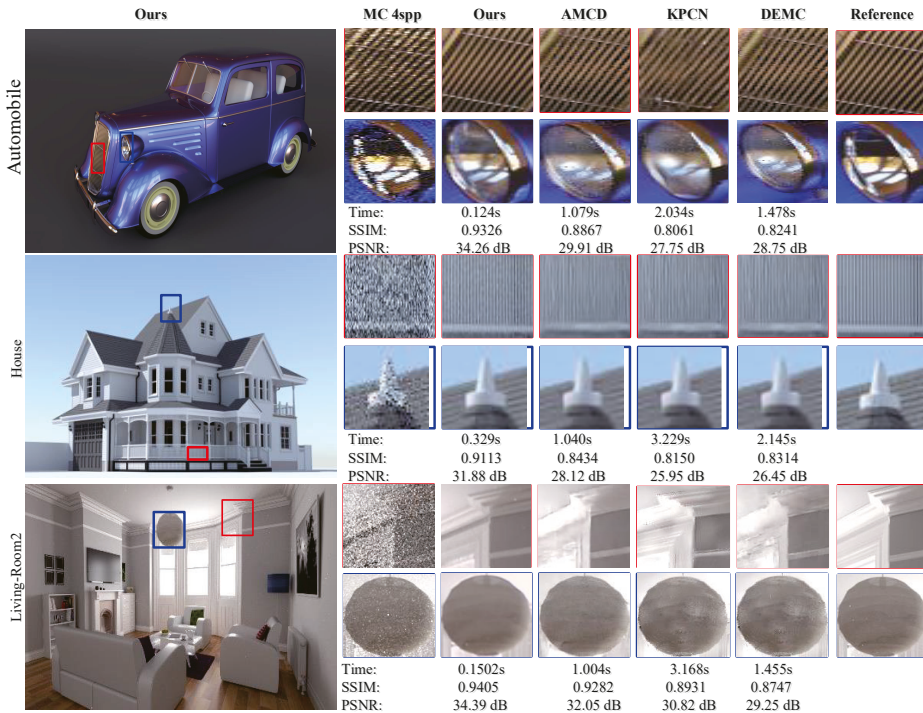 Ours MC 4spp Ours AMCD KPCN DEMC Reference
Automobile
Time: 0.124s 1.079s 2.034s 1.478s
SSIM: 0.9326 0.8867 0.8061 0.8241
PSNR: 34.26 dB 29.91 dB 27.75 dB 28.75 dB
House
Time: 0.329s 1.040s 3.229s 2.145s
SSIM: 0.9113 0.8434 0.8150 0.8314
PSNR: 31.88 dB 28.12 dB 25.95 dB 26.45 dB
Living-Room2
Time: 0.1502s 1.004s 3.168s 1.455s
SSIM: 0.9405 0.9282 0.8931 0.8747
PSNR: 34.39 dB 32.05 dB 30.82 dB 29.25 dB